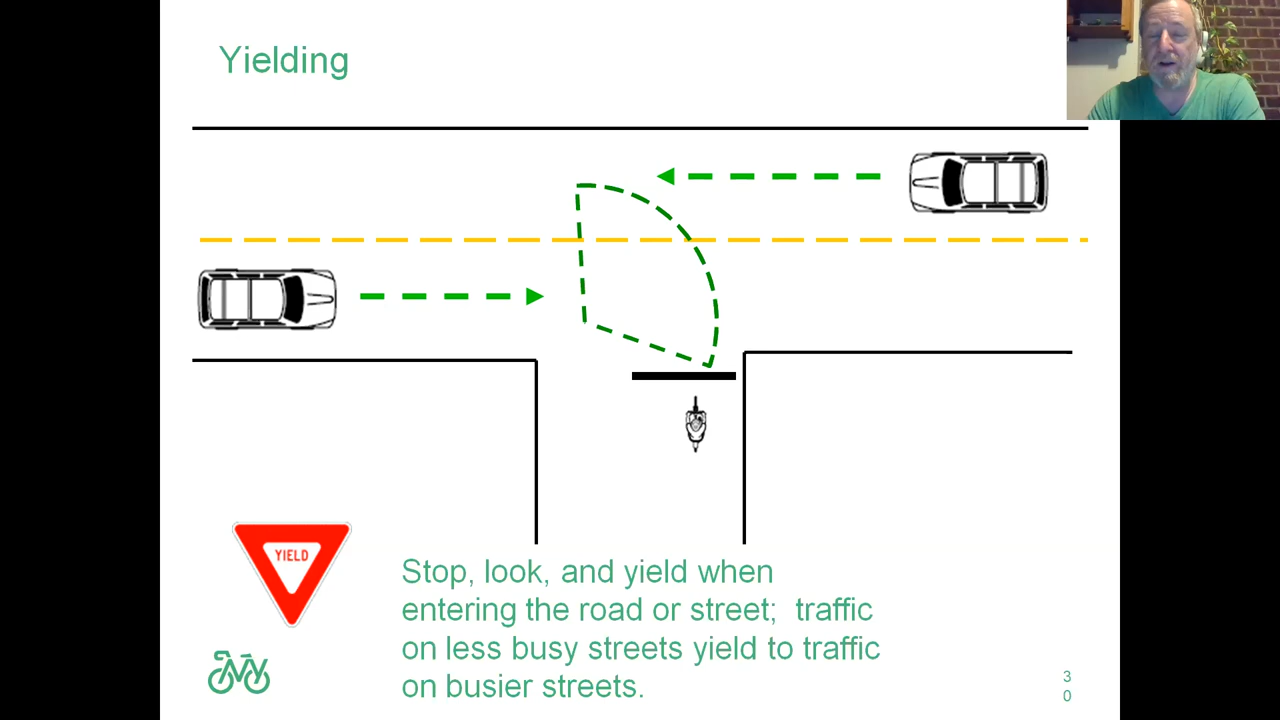 Yielding
YIELD
Stop, look, and yield when
entering the road or street;  traffic
on less busy streets yield to traffic
on busier streets.
3
0